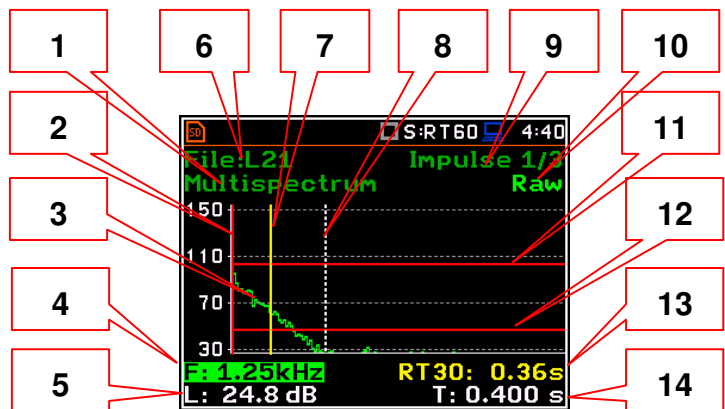 1 6 7 8 9 10
2 11
3 12
4 13
5 14
SD S:RT60 4:40
File:L21 Impulse 1/3
Multispectrum Raw
150
110
70
30
F: 1.25kHz RT30: 0.36s
L: 24.8 dB T: 0.400 s